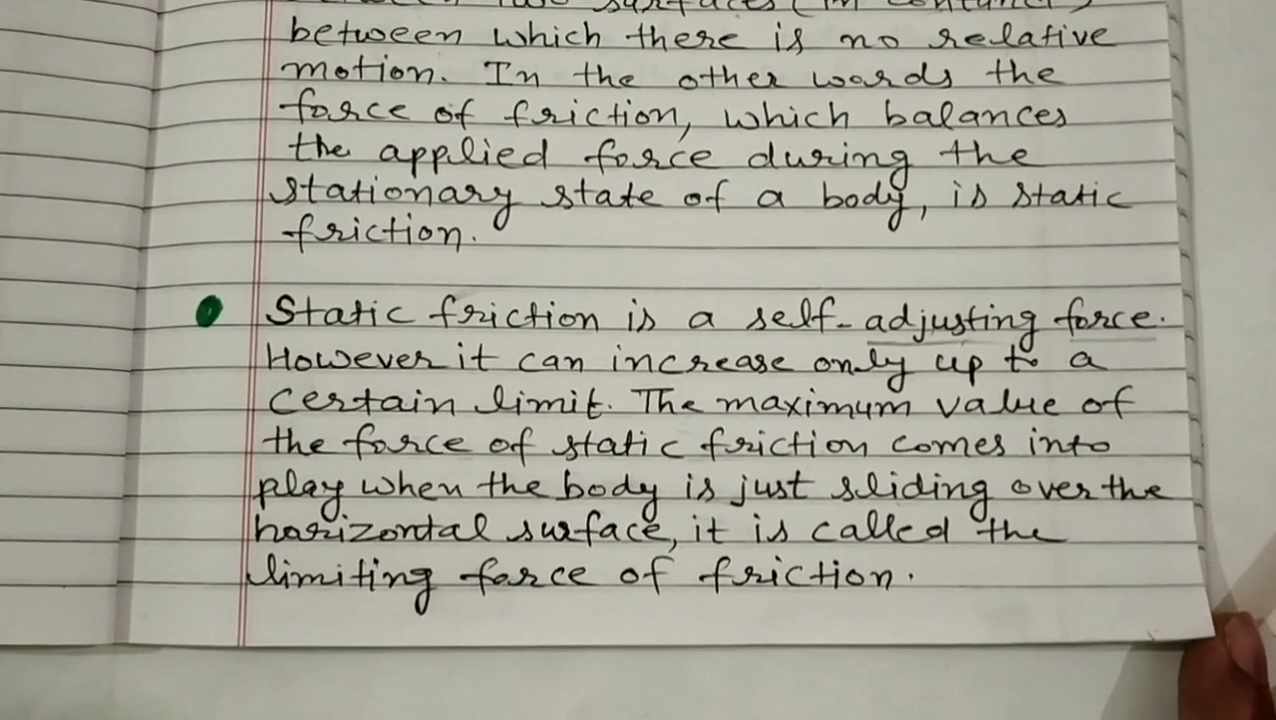 two surfaces (in
between which there is no relative
motion. In the other words the
force of friction, which balances
the applied force during the
stationary state of a body, is static
friction.
Static friction is a self-adjusting force.
However it can increase only up to a
certain limit. The maximum value of
the force of static friction comes into
play when the body is just sliding over the
horizontal surface, it is called the
limiting force of friction.